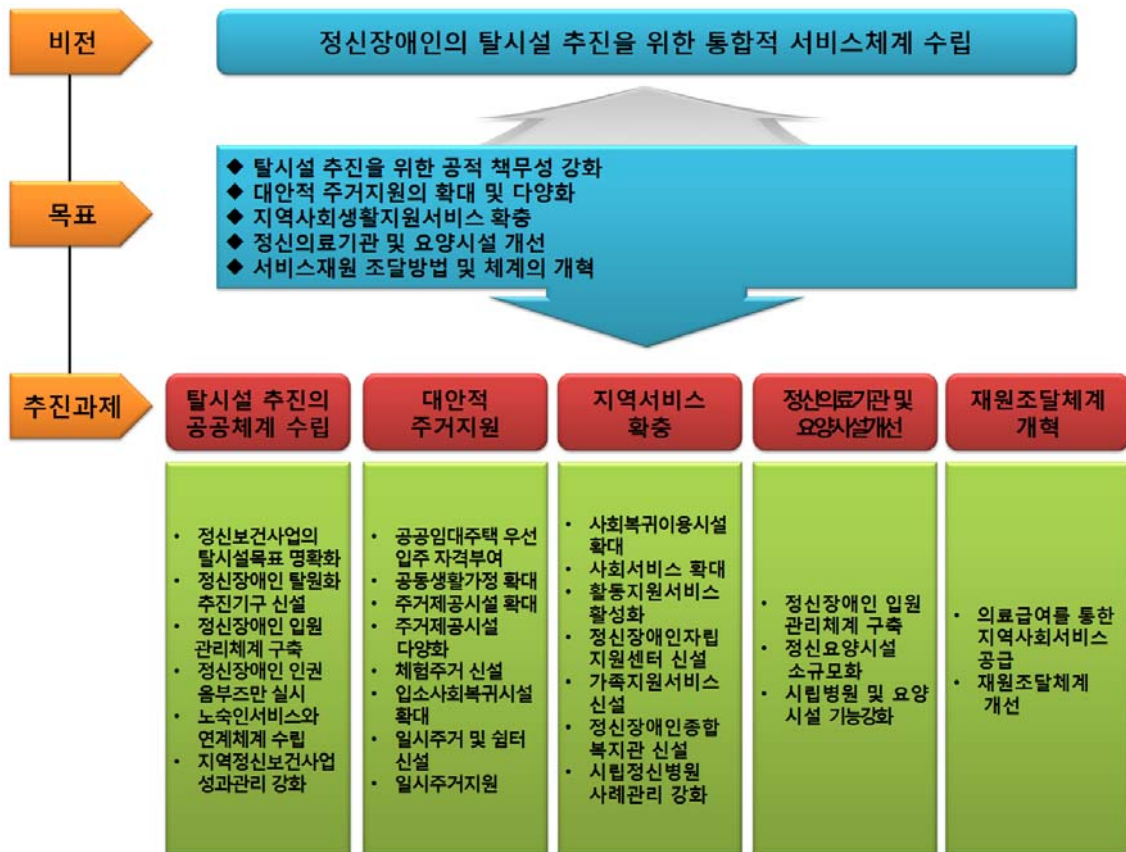 비전
정신장애인의 탈시설 추진을 위한 통합적 서비스체계 수립
목표
◆ 탈시설 추진을 위한 공적 책무성 강화
◆ 대안적 주거지원의 확대 및 다양화
◆ 지역사회생활지원서비스 확충
◆ 정신의료기관 및 요양시설 개선
◆ 서비스재원 조달방법 및 체계의 개혁
추진과제
탈시설 추진의
공공체계 수립
• 정신보건사업의
탈시설목표 명확화
• 정신장애인 탈원화
추진기구 신설
• 정신장애인 입원
관리체계 구축
• 정신장애인 인권
옴부즈만 실시
• 노숙인서비스와
연계체계 수립
• 지역정신보건사업
성과관리 강화
대안적
주거지원
• 공공임대주택 우선
입주 자격부여
• 공동생활가정 확대
• 주거제공시설 확대
• 주거제공시설
다양화
• 체험주거 신설
• 입소사회복귀시설
확대
• 일시주거 및 쉼터
신설
• 일시주거지원
지역서비스
확충
• 사회복귀이용시설
확대
• 사회서비스 확대
• 활동지원서비스
활성화
• 정신장애인자립
지원센터 신설
• 가족지원서비스
신설
• 정신장애인종합
복지관 신설
• 시립정신병원
사례관리 강화
정신의료기관 및
요양시설개선
• 정신장애인 입원
관리체계 구축
• 정신요양시설
소규모화
• 시립병원 및 요양
시설 기능강화
재원조달체계
개혁
• 의료급여를 통한
지역사회서비스
공급
• 재원조달체계
개선